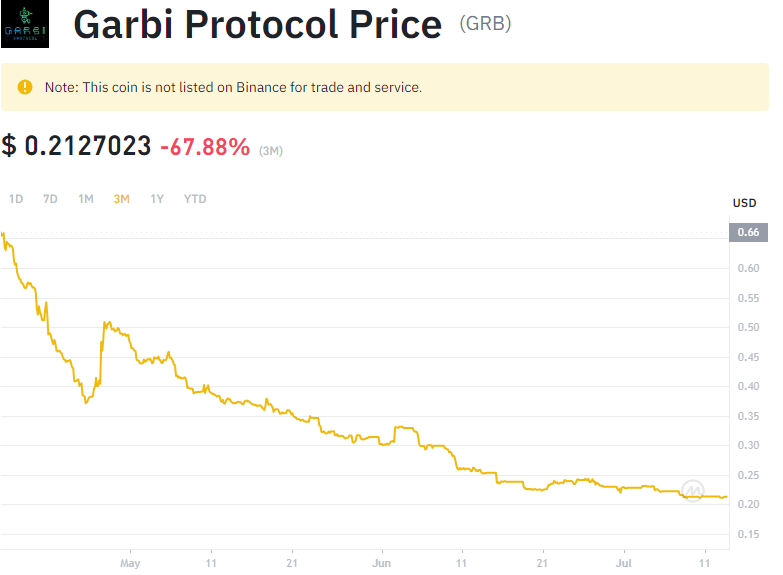 GARBI
PROTOCOL
Garbi Protocol Price (GRB)
Note: This coin is not listed on Binance for trade and service.
$ 0.2127023 -67.88% (3M)
1D 7D 1M 3M 1Y YTD
USD
0.66
0.60
0.55
0.50
0.45
0.40
0.35
0.30
0.25
0.20
0.15
May 11 21 Jun 11 21 Jul 11